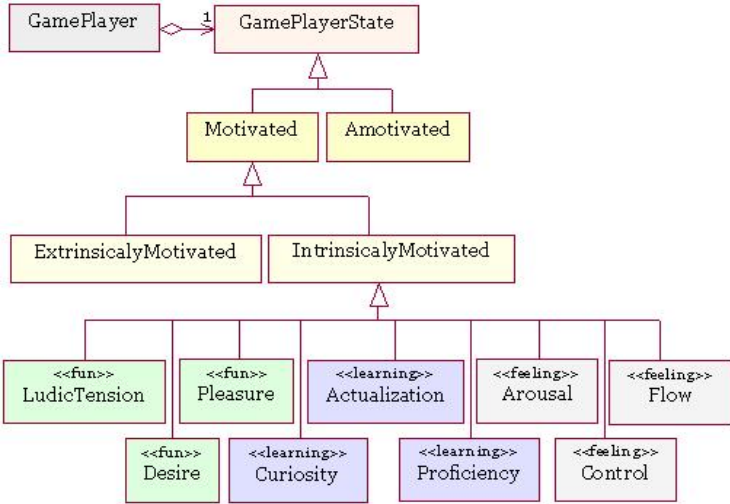 GamePlayer
1
GamePlayerState
Motivated
Amotivated
ExtrinsicalyMotivated
IntrinsicalyMotivated
<<fun>>
LudicTension
<<fun>>
Pleasure
<<learning>>
Actualization
<<feeling>>
Arousal
<<feeling>>
Flow
<<fun>>
Desire
<<learning>>
Curiosity
<<learning>>
Proficiency
<<feeling>>
Control